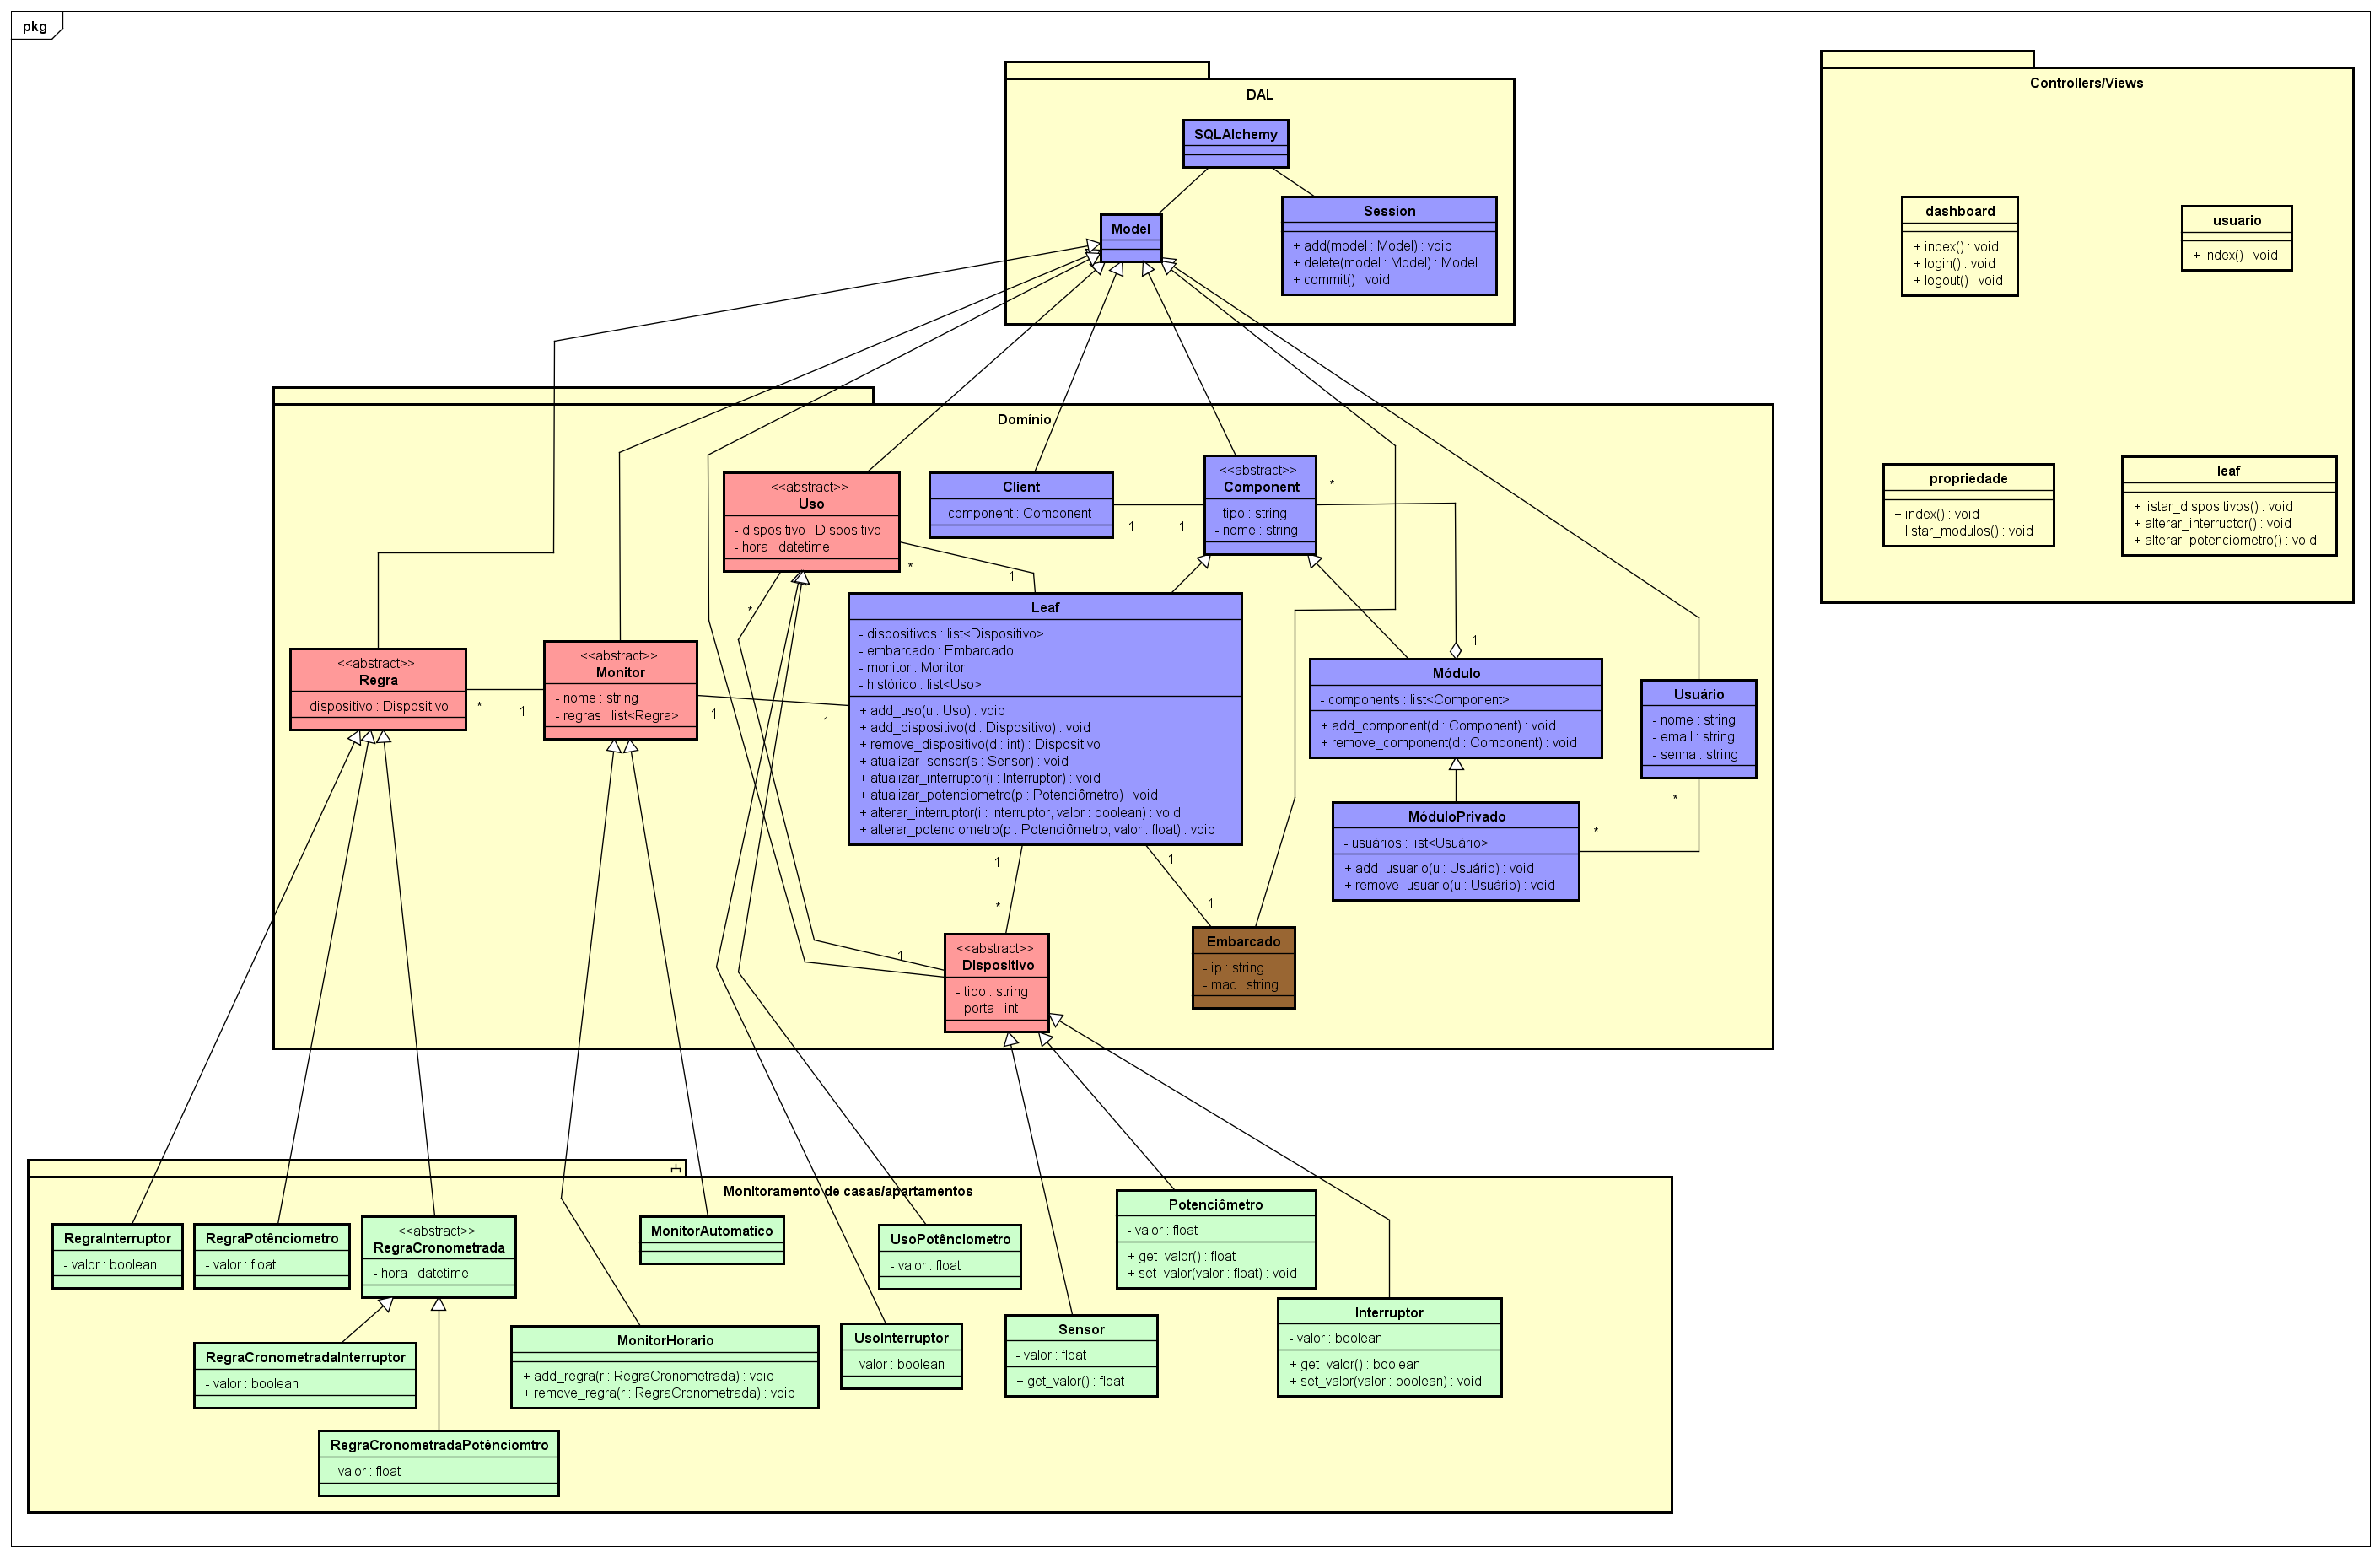 pkg
DAL
SQLAlchemy
Model
Session
+ add(model : Model) : void
+ delete(model : Model) : Model
+ commit() : void
Controllers/Views
dashboard
+ index() : void
+ login() : void
+ logout() : void
usuario
+ index() : void
propriedade
+ index() : void
+ listar_modulos() : void
leaf
+ listar_dispositivos() : void
+ alterar_interruptor() : void
+ alterar_potenciometro() : void
Domínio
<<abstract>>
Uso
- dispositivo : Dispositivo
- hora : datetime
Client
- component : Component
<<abstract>>
Component
- tipo : string
- nome : string
*
1
1
*
1
*
1
<<abstract>>
Regra
- dispositivo : Dispositivo
<<abstract>>
Monitor
- nome : string
- regras : list<Regra>
*
1
1
1
Leaf
- dispositivos : list<Dispositivo>
- embarcado : Embarcado
- monitor : Monitor
- histórico : list<Uso>
+ add_uso(u : Uso) : void
+ add_dispositivo(d : Dispositivo) : void
+ remove_dispositivo(d : int) : Dispositivo
+ atualizar_sensor(s : Sensor) : void
+ atualizar_interruptor(i : Interruptor) : void
+ atualizar_potenciometro(p : Potenciômetro) : void
+ alterar_interruptor(i : Interruptor, valor : boolean) : void
+ alterar_potenciometro(p : Potenciômetro, valor : float) : void
Módulo
- components : list<Component>
+ add_component(d : Component) : void
+ remove_component(d : Component) : void
Usuário
- nome : string
- email : string
- senha : string
*
*
MóduloPrivado
- usuários : list<Usuário>
+ add_usuario(u : Usuário) : void
+ remove_usuario(u : Usuário) : void
1
1
*
1
1
<<abstract>>
Dispositivo
- tipo : string
- porta : int
Embarcado
- ip : string
- mac : string
Monitoramento de casas/apartamentos
RegraInterruptor
- valor : boolean
RegraPotênciometro
- valor : float
<<abstract>>
RegraCronometrada
- hora : datetime
MonitorAutomatico
UsoPotênciometro
- valor : float
Potenciômetro
- valor : float
+ get_valor() : float
+ set_valor(valor : float) : void
RegraCronometradaInterruptor
- valor : boolean
MonitorHorario
+ add_regra(r : RegraCronometrada) : void
+ remove_regra(r : RegraCronometrada) : void
UsoInterruptor
- valor : boolean
Sensor
- valor : float
+ get_valor() : float
Interruptor
- valor : boolean
+ get_valor() : boolean
+ set_valor(valor : boolean) : void
RegraCronometradaPotênciomtro
- valor : float